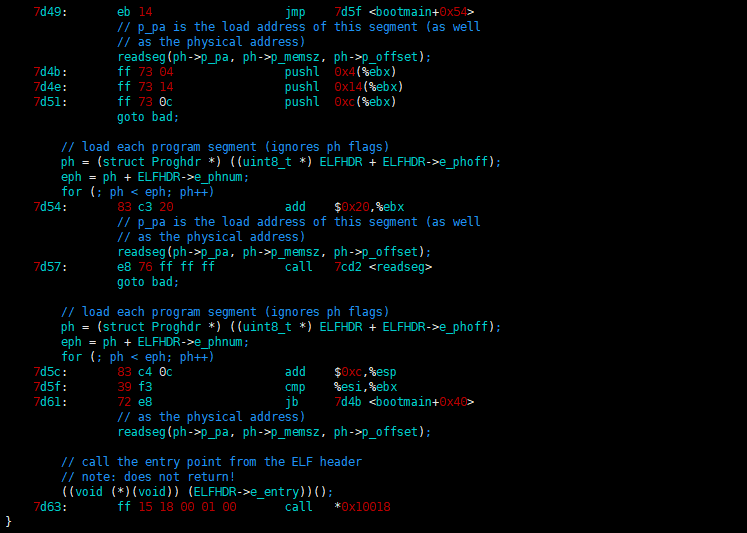 7d49: eb 14 jmp 7d5f <bootmain+0x54>
// p_pa is the load address of this segment (as well
// as the physical address)
readseg(ph->p_pa, ph->p_memsz, ph->p_offset);
7d4b: ff 73 04 pushl 0x4(%ebx)
7d4e: ff 73 14 pushl 0x14(%ebx)
7d51: ff 73 0c pushl 0xc(%ebx)
goto bad;
// load each program segment (ignores ph flags)
ph = (struct Proghdr *) ((uint8_t *) ELFHDR + ELFHDR->e_phoff);
eph = ph + ELFHDR->e_phnum;
for (; ph < eph; ph++)
7d54: 83 c3 20 add $0x20,%ebx
// p_pa is the load address of this segment (as well
// as the physical address)
readseg(ph->p_pa, ph->p_memsz, ph->p_offset);
7d57: e8 76 ff ff ff call 7cd2 <readseg>
goto bad;
// load each program segment (ignores ph flags)
ph = (struct Proghdr *) ((uint8_t *) ELFHDR + ELFHDR->e_phoff);
eph = ph + ELFHDR->e_phnum;
for (; ph < eph; ph++)
7d5c: 83 c4 0c add $0xc,%esp
7d5f: 39 f3 cmp %esi,%ebx
7d61: 72 e8 jb 7d4b <bootmain+0x40>
// as the physical address)
readseg(ph->p_pa, ph->p_memsz, ph->p_offset);
// call the entry point from the ELF header
// note: does not return!
((void (*)(void)) (ELFHDR->e_entry))();
7d63: ff 15 18 00 01 00 call *0x10018
}